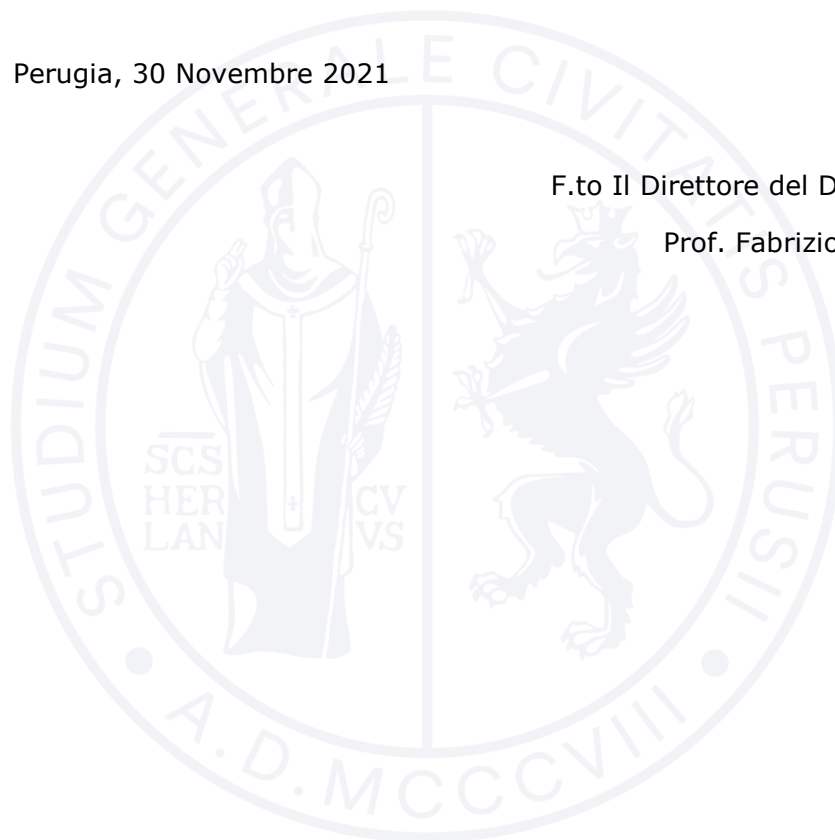 Perugia, 30 Novembre 2021
F.to Il Direttore del D
Prof. Fabrizio
STUDIUM GENERALE CIVITATIS PERUSII
SCS
HER CV
LAN VS
A.D. MCCCVIII